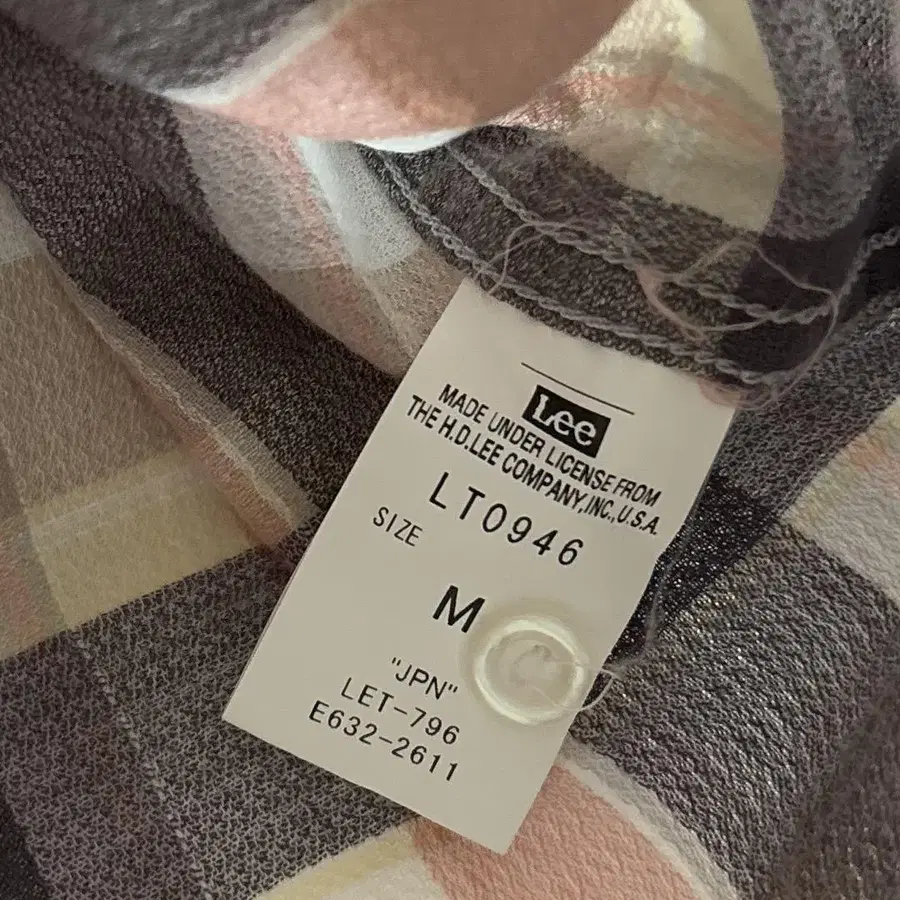 Lee
MADE UNDER LICENSE FROM
THE H.D.LEE COMPANY,INC.,U.S.A.
LT0946
SIZE
M
"JPN"
LET-796
E632-2611